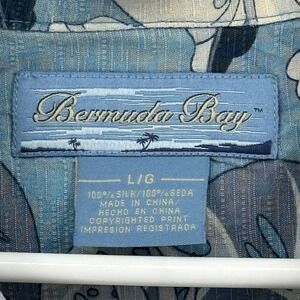 Bermuda Bay™
L/G
100% SILK/100% SEDA
MADE IN CHINA/
HECHO EN CHINA
COPYRIGHTED PRINT
IMPRESION REGISTRADA